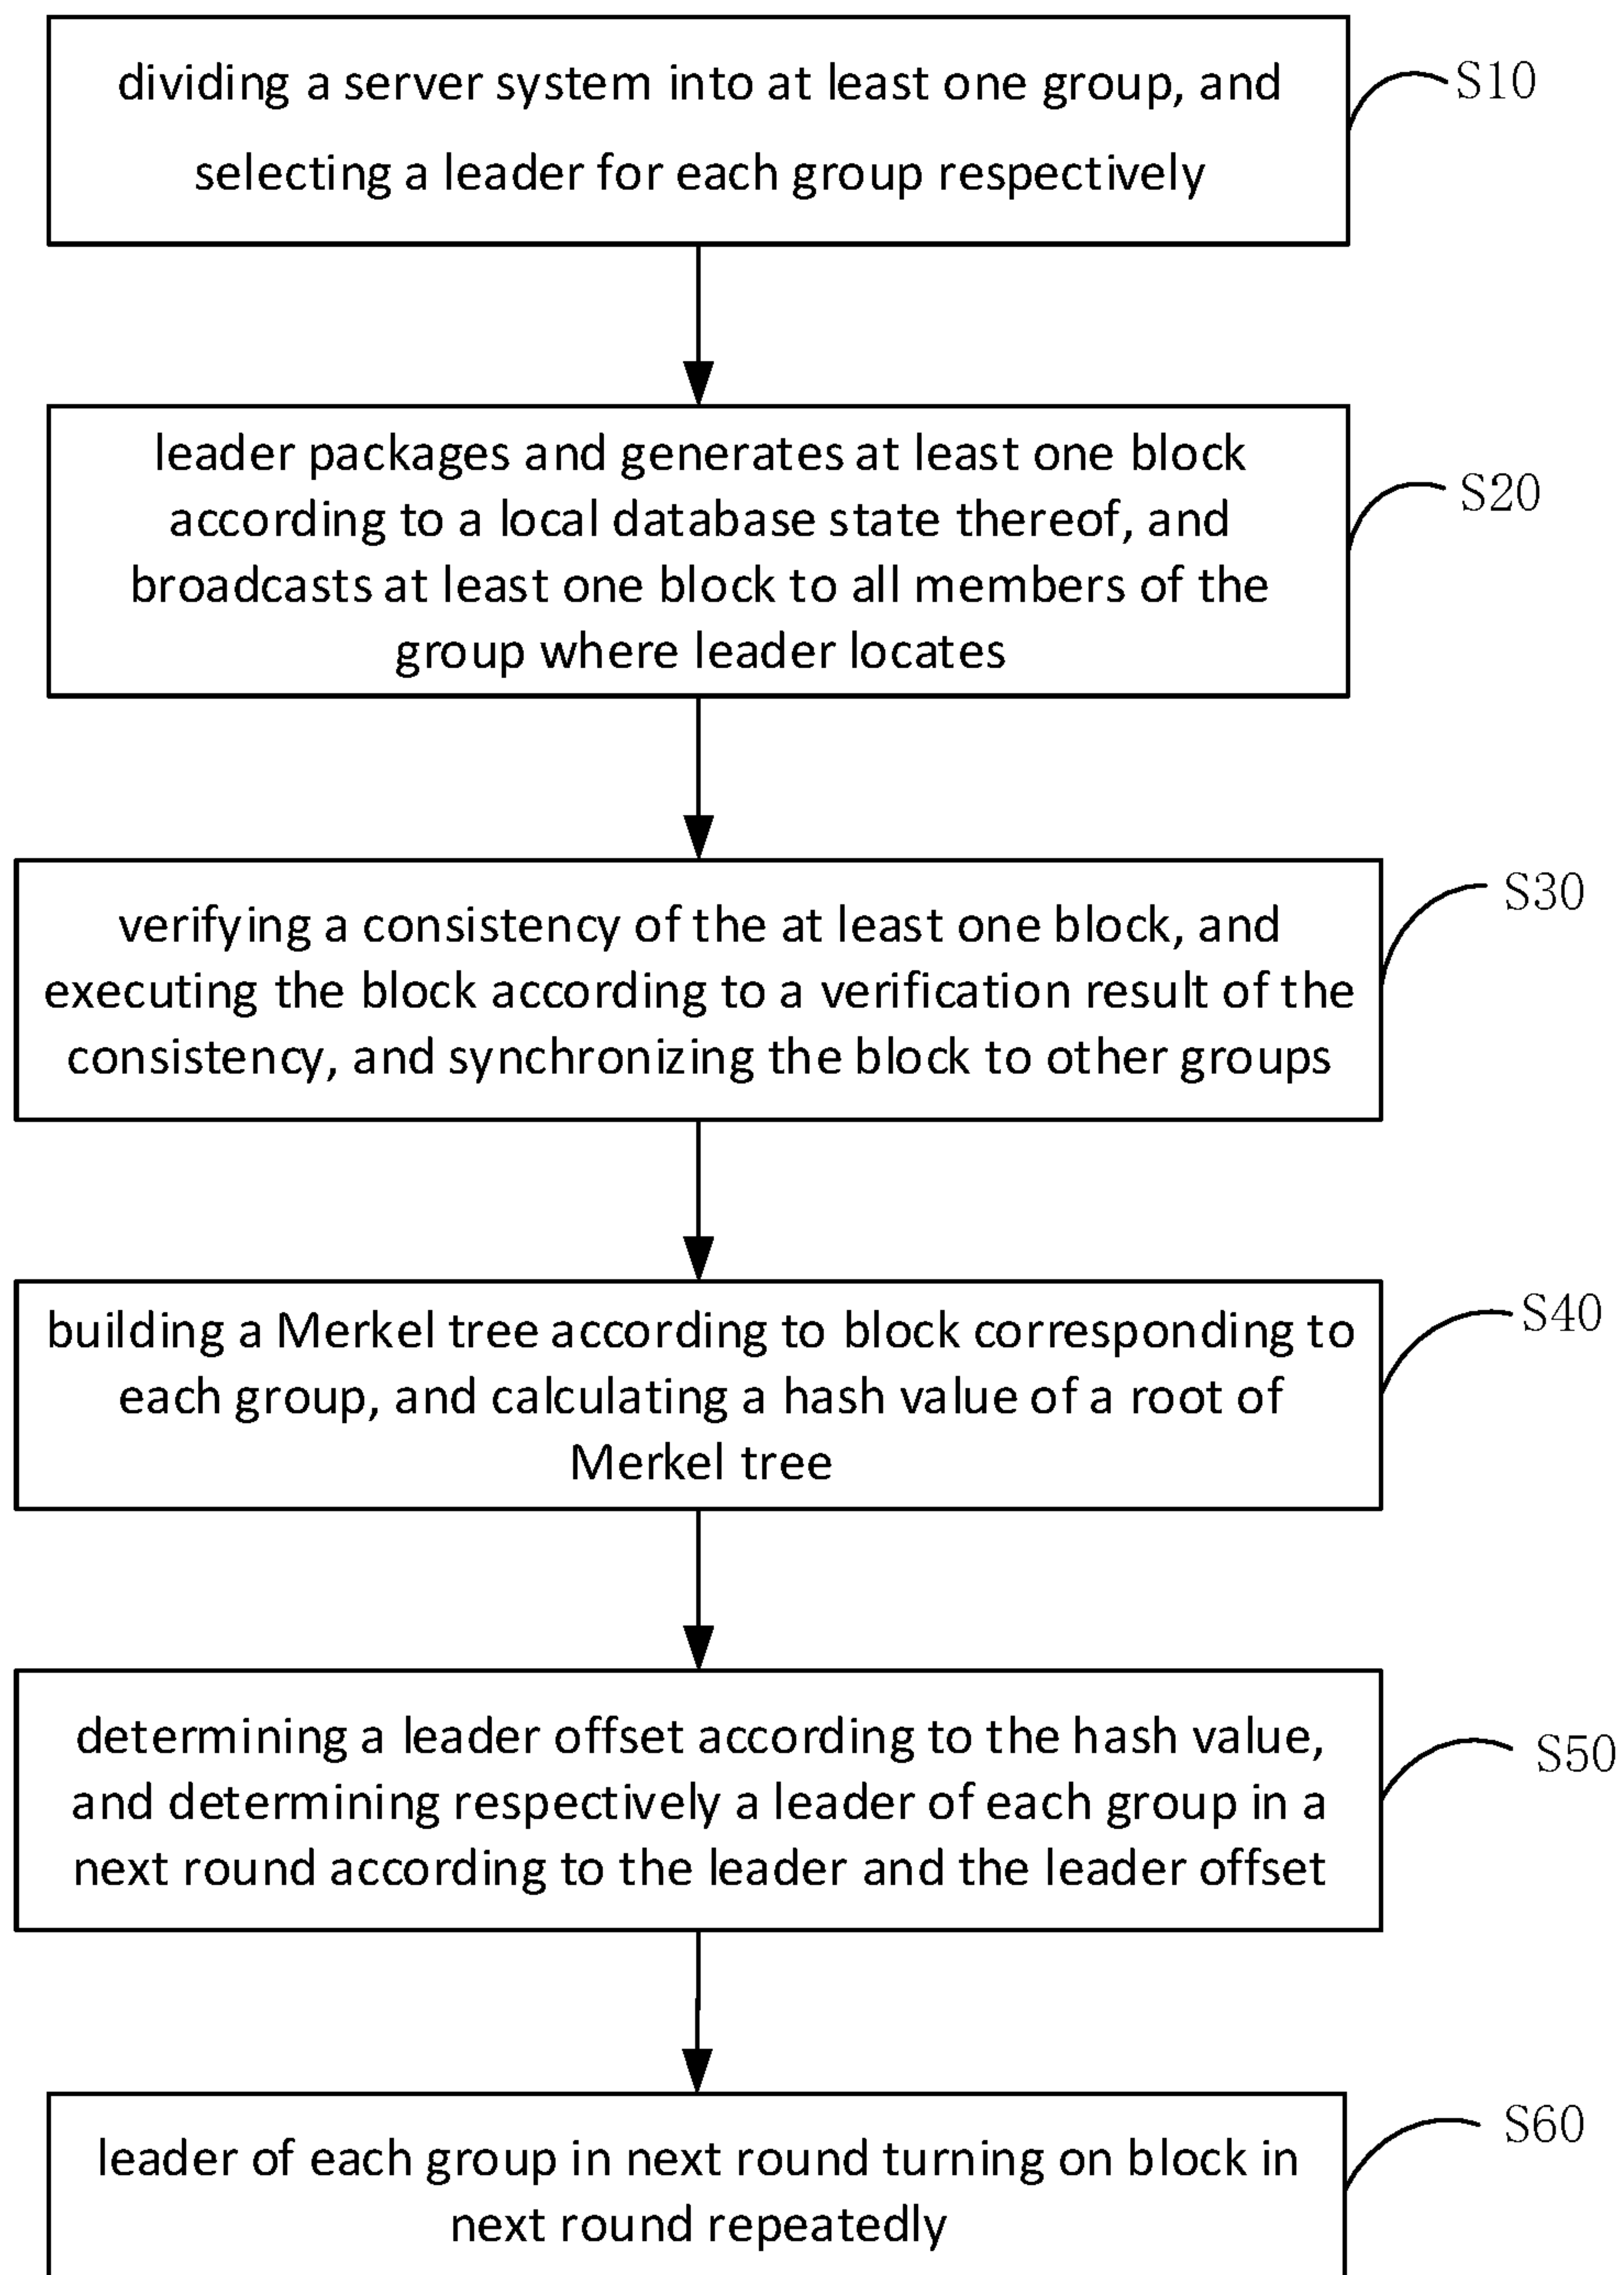 dividing a server system into at least one group, and
selecting a leader for each group respectively
S10
leader packages and generates at least one block
according to a local database state thereof, and
broadcasts at least one block to all members of the
group where leader locates
S20
verifying a consistency of the at least one block, and
executing the block according to a verification result of the
consistency, and synchronizing the block to other groups
S30
building a Merkel tree according to block corresponding to
each group, and calculating a hash value of a root of
Merkel tree
S40
determining a leader offset according to the hash value,
and determining respectively a leader of each group in a
next round according to the leader and the leader offset
S50
leader of each group in next round turning on block in
next round repeatedly
S60